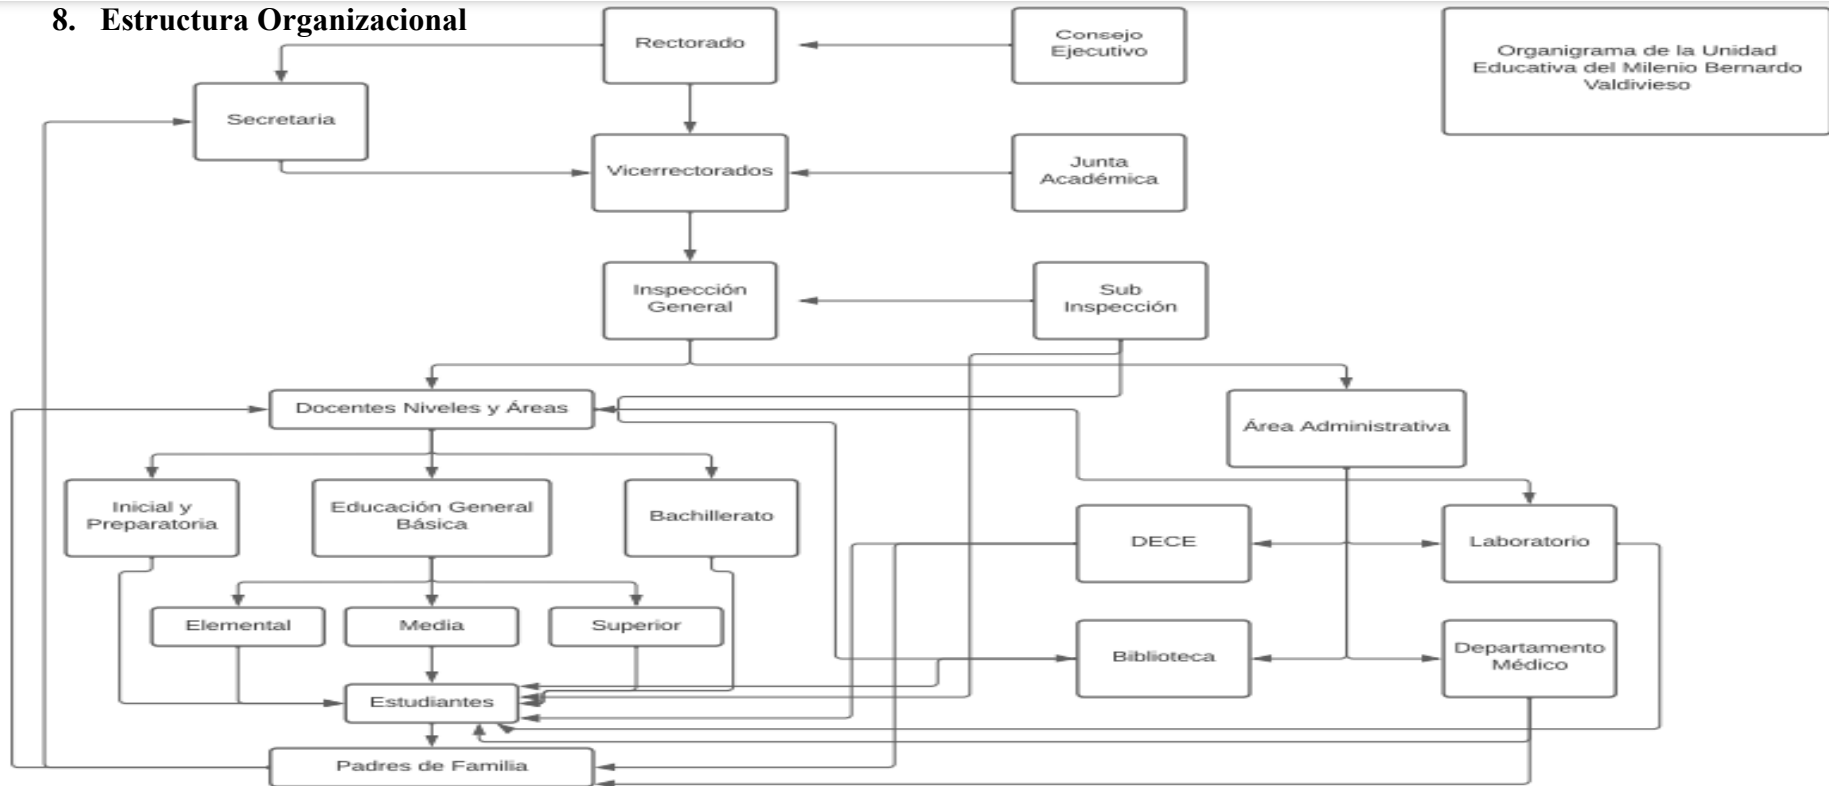 8. Estructura Organizacional
Rectorado
Consejo
Ejecutivo
Organigrama de la Unidad
Educativa del Milenio Bernardo
Valdivieso
Secretaria
Vicerrectorados
Junta
Académica
Inspección
General
Sub
Inspección
Docentes Niveles y Áreas
Área Administrativa
Inicial y
Preparatoria
Educación General
Básica
Bachillerato
DECE
Laboratorio
Elemental
Media
Superior
Biblioteca
Departamento
Médico
Estudiantes
Padres de Familia